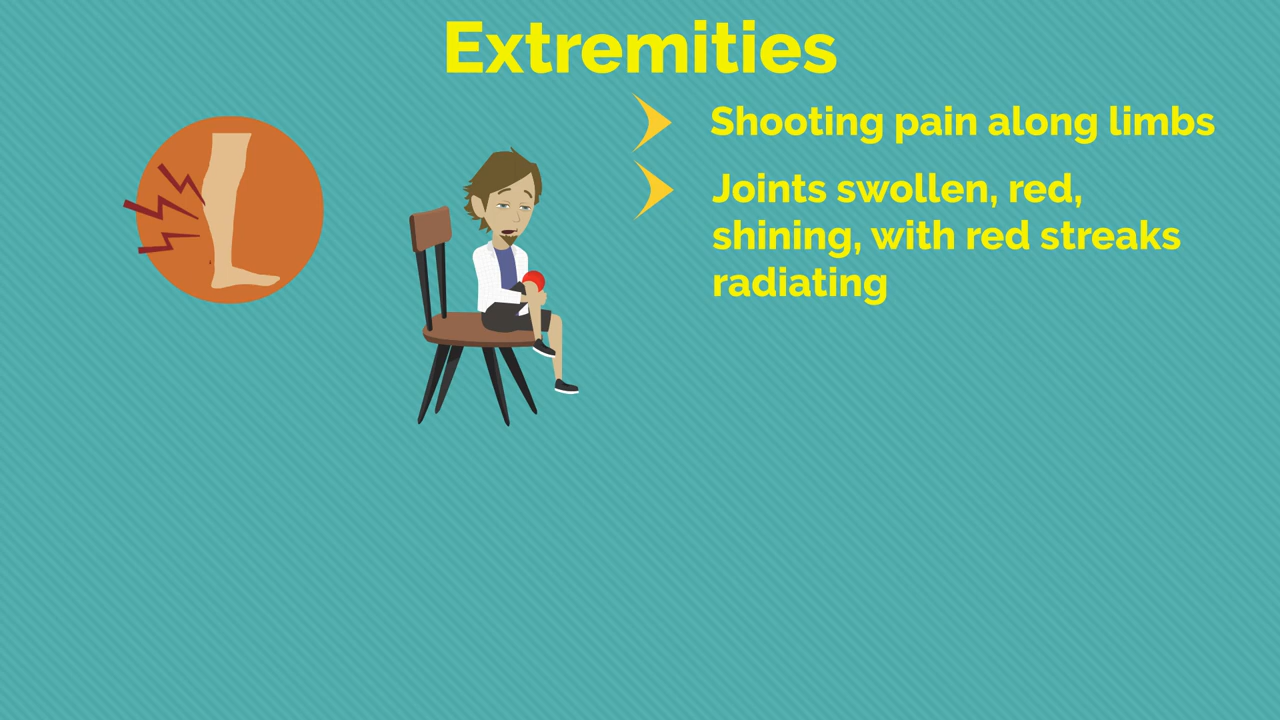 Extremities
Shooting pain along limbs
Joints swollen, red,
shining, with red streaks
radiating